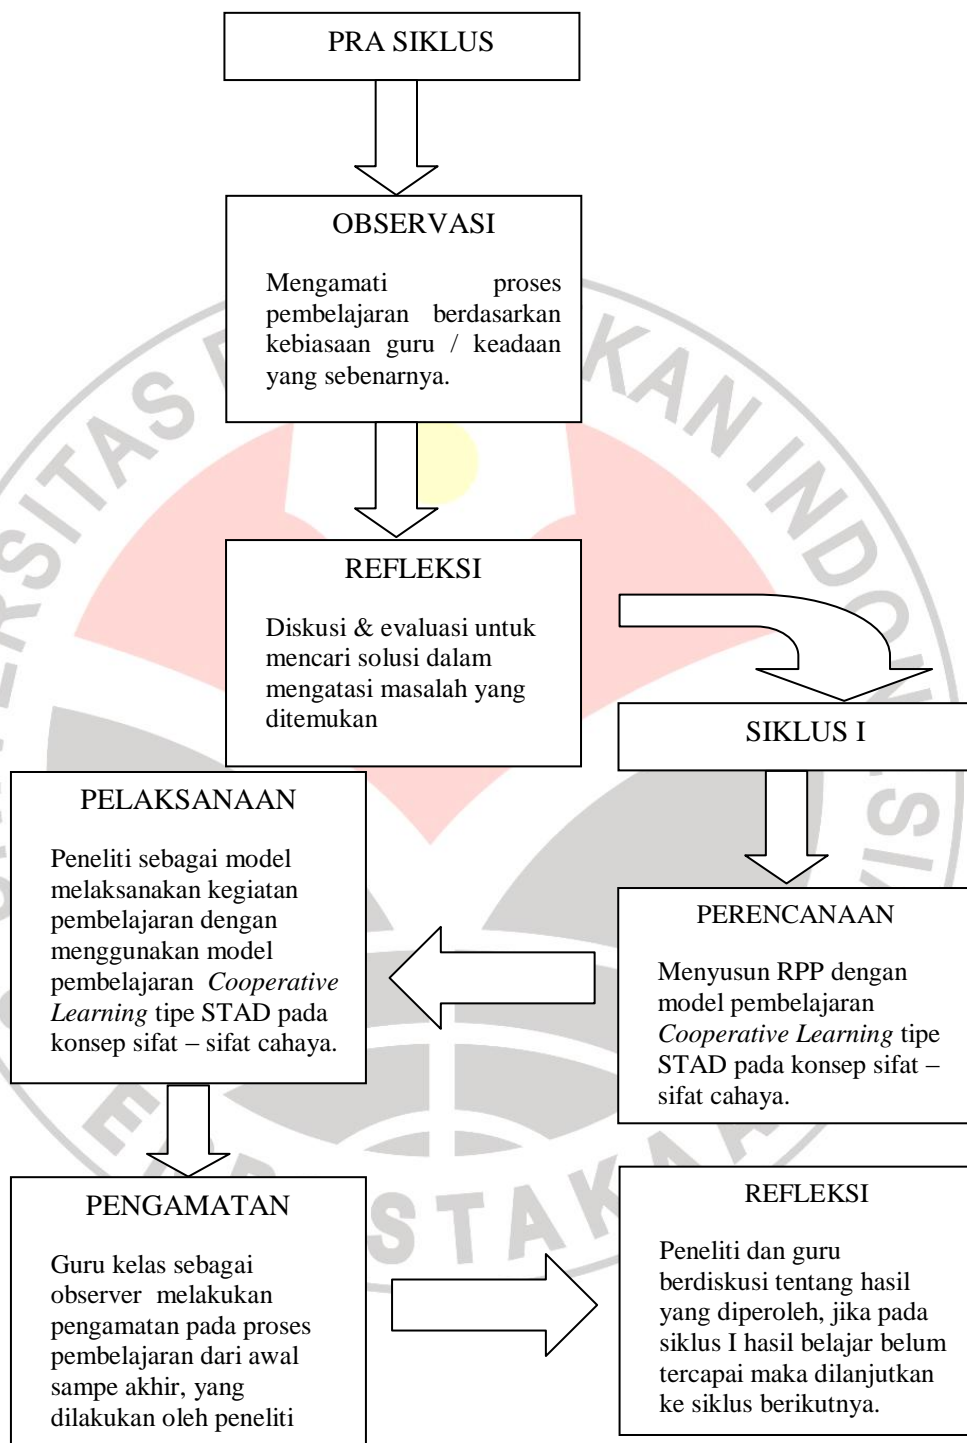 PRA SIKLUS
OBSERVASI
Mengamati proses
pembelajaran berdasarkan
kebiasaan guru / keadaan
yang sebenarnya.
REFLEKSI
Diskusi & evaluasi untuk
mencari solusi dalam
mengatasi masalah yang
ditemukan
SIKLUS I
PERENCANAAN
Menyusun RPP dengan
model pembelajaran
Cooperative Learning tipe
STAD pada konsep sifat –
sifat cahaya.
PELAKSANAAN
Peneliti sebagai model
melaksanakan kegiatan
pembelajaran dengan
menggunakan model
pembelajaran Cooperative
Learning tipe STAD pada
konsep sifat – sifat cahaya.
PENGAMATAN
Guru kelas sebagai
observer melakukan
pengamatan pada proses
pembelajaran dari awal
sampe akhir, yang
dilakukan oleh peneliti
REFLEKSI
Peneliti dan guru
berdiskusi tentang hasil
yang diperoleh, jika pada
siklus I hasil belajar belum
tercapai maka dilanjutkan
ke siklus berikutnya.